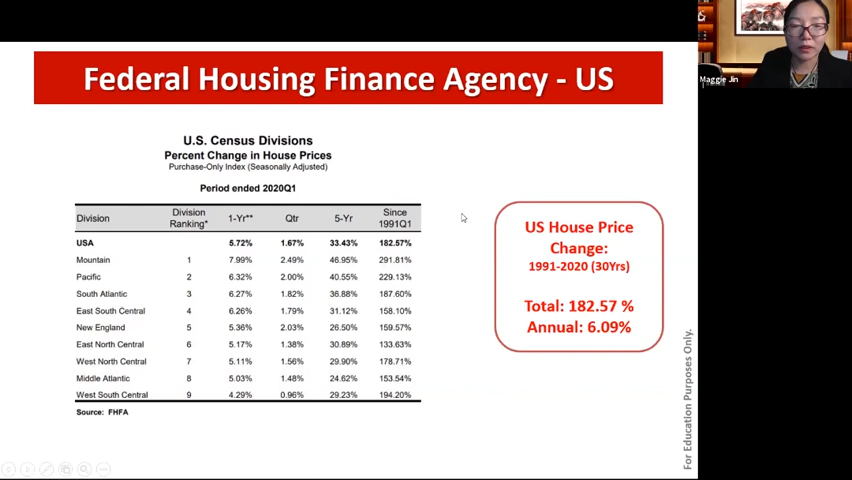 Federal Housing Finance Agency - US
Maggie Jin
U.S. Census Divisions
Percent Change in House Prices
Purchase-Only Index (Seasonally Adjusted)
Period ended 2020Q1
Division Division Ranking* 1-Yr** Qtr 5-Yr Since 1991Q1
USA 5.72% 1.67% 33.43% 182.57%
Mountain 1 7.99% 2.49% 46.95% 291.81%
Pacific 2 6.32% 2.00% 40.55% 229.13%
South Atlantic 3 6.27% 1.82% 36.88% 187.60%
East South Central 4 6.26% 1.79% 31.12% 158.10%
New England 5 5.36% 2.03% 26.50% 159.57%
East North Central 6 5.17% 1.38% 30.89% 133.63%
West North Central 7 5.11% 1.56% 29.90% 178.71%
Middle Atlantic 8 5.03% 1.48% 24.62% 153.54%
West South Central 9 4.29% 0.96% 29.23% 194.20%
Source: FHFA
US House Price
Change:
1991-2020 (30Yrs)
Total: 182.57 %
Annual: 6.09%
For Education Purposes Only.